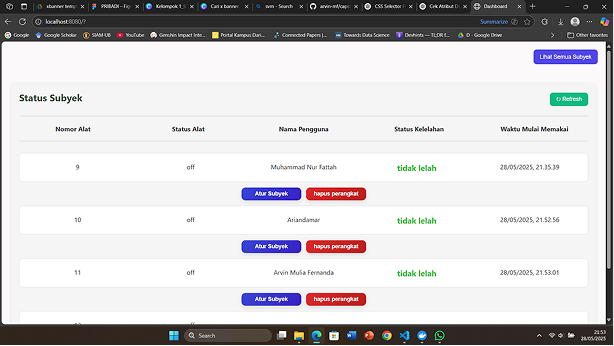 xbanner temp
PRIBADI – Fig
Kelompok 1_S
Cari x banner
svm - Search
arvin-mf/caps
CSS Selector F
Cek Atribut D
Dashboard
localhost:8080/?
Summarize
Google
Google Scholar
SIAM UB
YouTube
Genshin Impact Inte...
Portal Kampus Dari...
Connected Papers |...
Towards Data Science
Devhints — TL;DR f...
D - Google Drive
Other favorites
Lihat Semua Subyek
Status Subyek
Refresh
Nomor Alat Status Alat Nama Pengguna Status Kelelahan Waktu Mulai Memakai
9 off Muhammad Nur Fattah tidak lelah 28/05/2025, 21.35.39
Atur Subyek hapus perangkat
10 off Ariandamar tidak lelah 28/05/2025, 21.52.56
Atur Subyek hapus perangkat
11 off Arvin Mulia Fernanda tidak lelah 28/05/2025, 21.53.01
Atur Subyek hapus perangkat
Search
21:53
28/05/2025